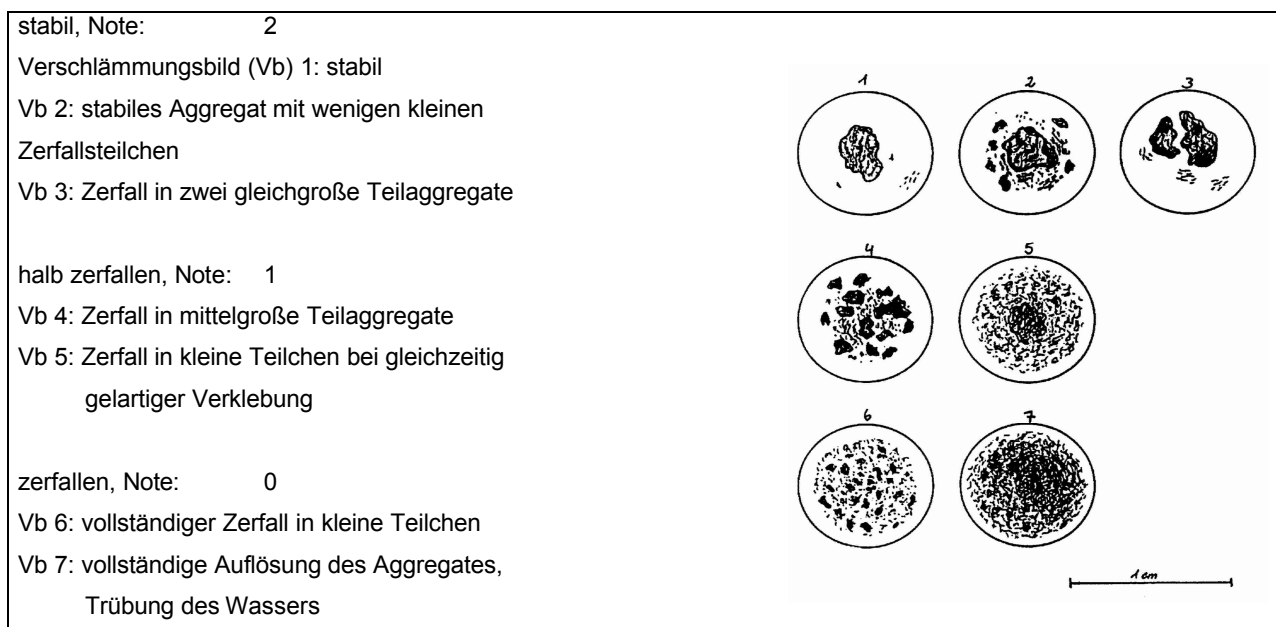 stabil, Note: 2
Verschlämmungsbild (Vb) 1: stabil
Vb 2: stabiles Aggregat mit wenigen kleinen
Zerfallsteilchen
Vb 3: Zerfall in zwei gleichgroße Teilaggregate
halb zerfallen, Note: 1
Vb 4: Zerfall in mittelgroße Teilaggregate
Vb 5: Zerfall in kleine Teilchen bei gleichzeitig
gelartiger Verklebung
zerfallen, Note: 0
Vb 6: vollständiger Zerfall in kleine Teilchen
Vb 7: vollständige Auflösung des Aggregates,
Trübung des Wassers
1 2 3
4 5
6 7
1 cm